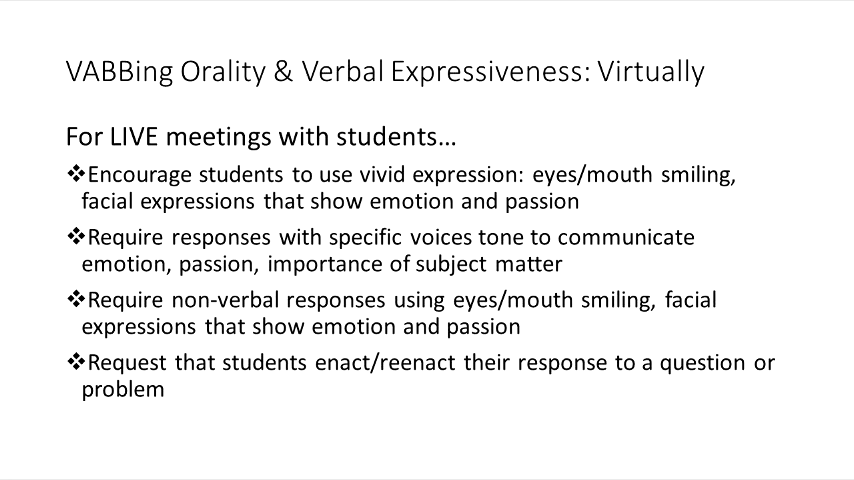 VABBing Orality & Verbal Expressiveness: Virtually
For LIVE meetings with students…
❖Encourage students to use vivid expression: eyes/mouth smiling,
facial expressions that show emotion and passion
❖Require responses with specific voices tone to communicate
emotion, passion, importance of subject matter
❖Require non-verbal responses using eyes/mouth smiling, facial
expressions that show emotion and passion
❖Request that students enact/reenact their response to a question or
problem